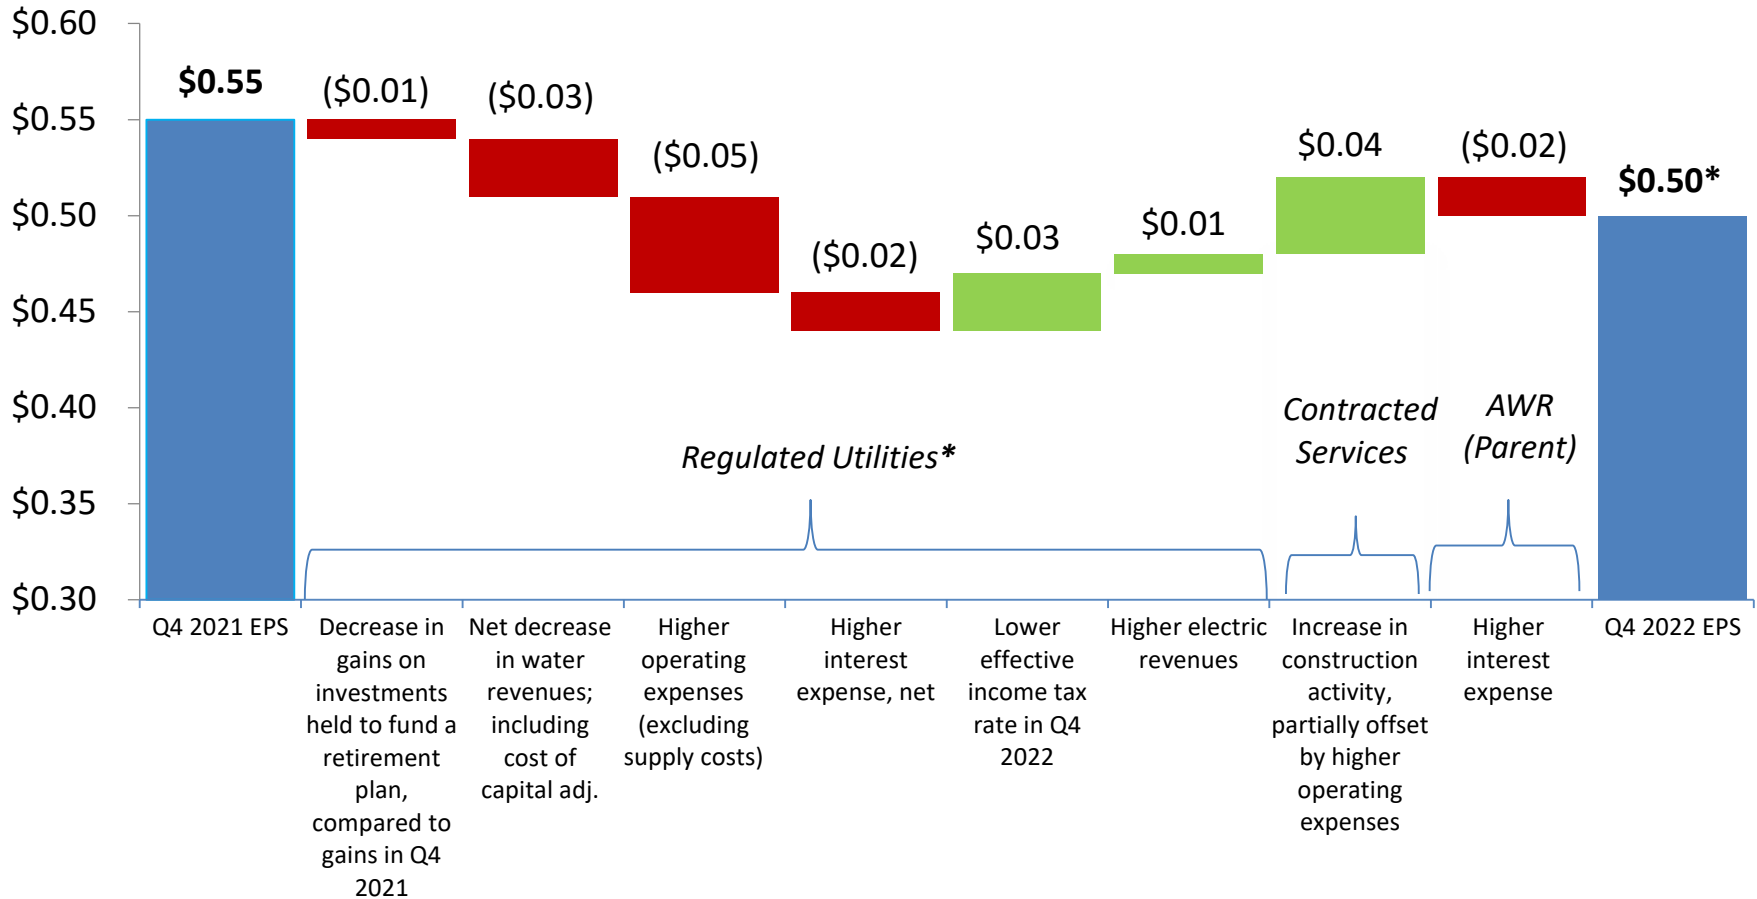 $0.60
$0.55
$0.50
$0.45
$0.40
$0.35
$0.30
$0.55
($0.01)
($0.03)
($0.05)
($0.02)
$0.03
$0.01
$0.04
($0.02)
$0.50*
Regulated Utilities*
Contracted
Services
AWR
(Parent)
Q4 2021 EPS
Decrease in
gains on
investments
held to fund a
retirement
plan,
compared to
gains in Q4
2021
Net decrease
in water
revenues;
including
cost of
capital adj.
Higher
operating
expenses
(excluding
supply costs)
Higher
interest
expense, net
Lower
effective
income tax
rate in Q4
2022
Higher electric
revenues
Increase in
construction
activity,
partially offset
by higher
operating
expenses
Higher
interest
expense
Q4 2022 EPS